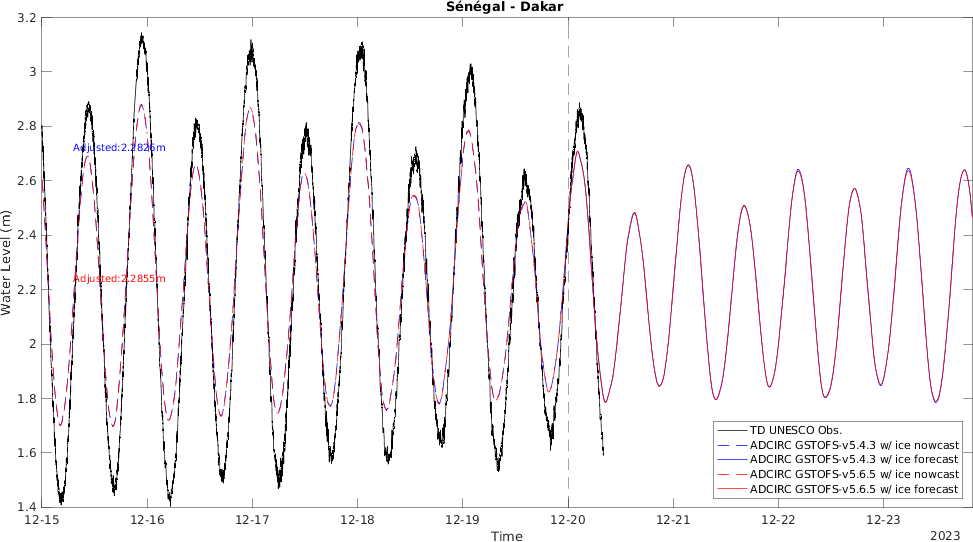 Sénégal - Dakar
3.2
3
2.8
2.6
2.4
2.2
2
1.8
1.6
1.4
Water Level (m)
Adjusted:2.2826m
Adjusted:2.2855m
TD UNESCO Obs.
ADCIRC GSTOFS-v5.4.3 w/ ice nowcast
ADCIRC GSTOFS-v5.4.3 w/ ice forecast
ADCIRC GSTOFS-v5.6.5 w/ ice nowcast
ADCIRC GSTOFS-v5.6.5 w/ ice forecast
12-15 12-16 12-17 12-18 12-19 12-20 12-21 12-22 12-23
Time
2023